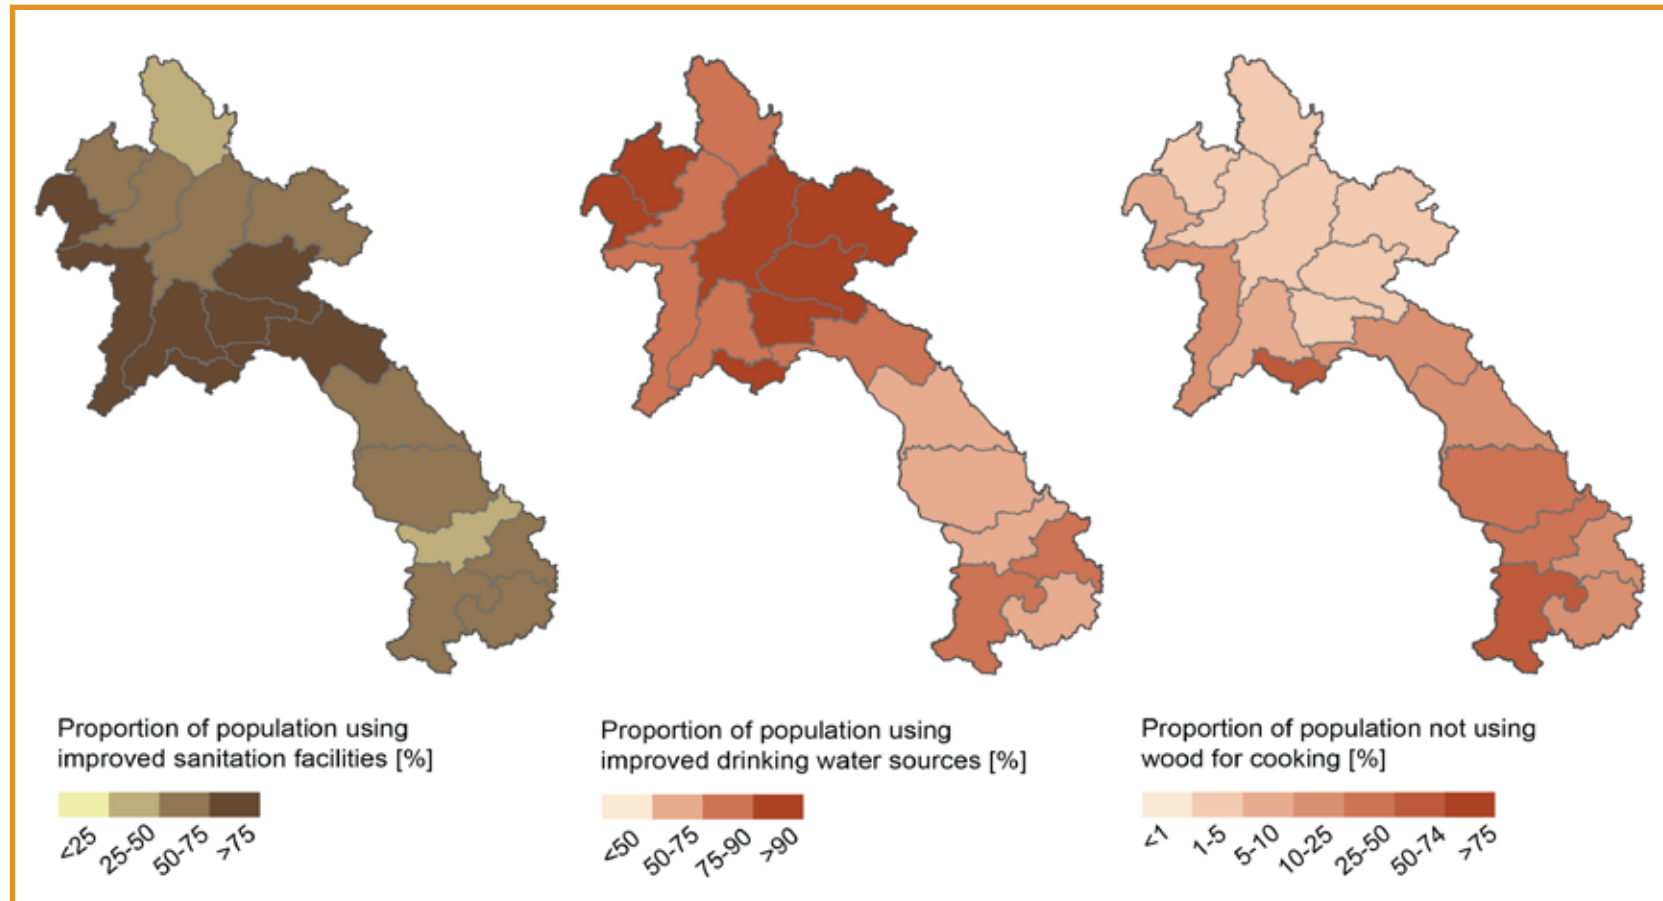 Proportion of population using
improved sanitation facilities [%]
<25
25-50
50-75
>75
Proportion of population using
improved drinking water sources [%]
<50
50-75
75-90
>90
Proportion of population not using
wood for cooking [%]
<1
1-5
5-10
10-25
25-50
50-74
>75